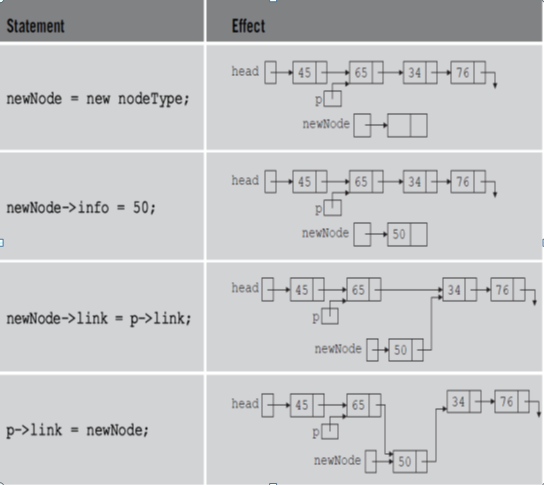 Statement Effect
newNode = new nodeType;
head 45 65 34 76
p
newNode
newNode->info = 50;
head 45 65 34 76
p
newNode 50
newNode->link = p->link;
head 45 65 34 76
p
newNode 50
p->link = newNode;
head 45 65 34 76
p
newNode 50